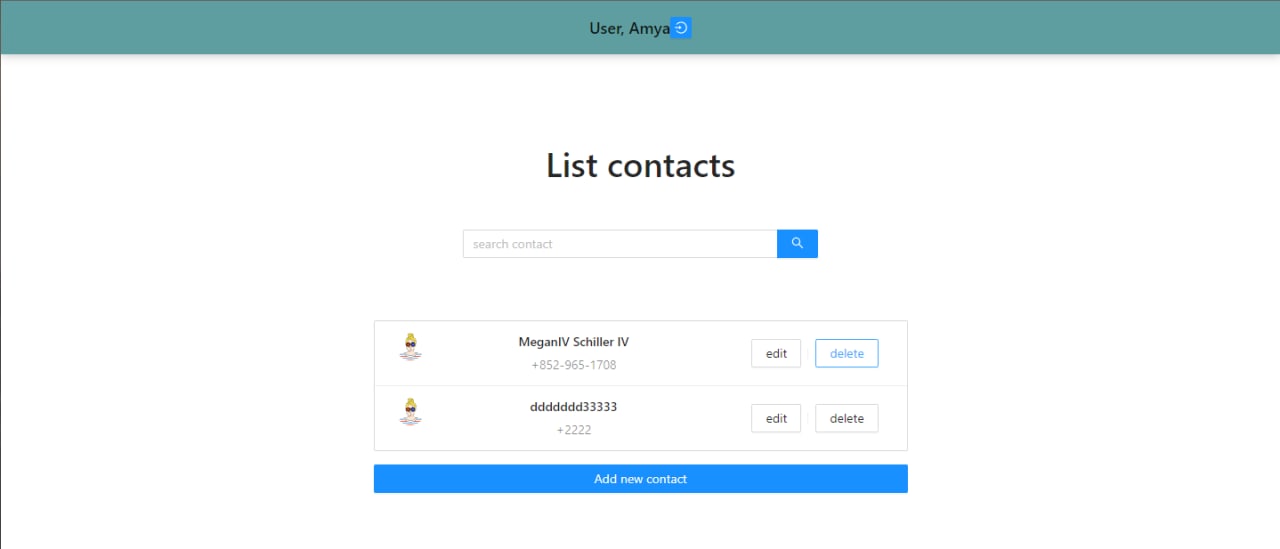 User, Amya
List contacts
search contact
MeganIV Schiller IV
+852-965-1708
edit
delete
ddddddd33333
+2222
edit
delete
Add new contact